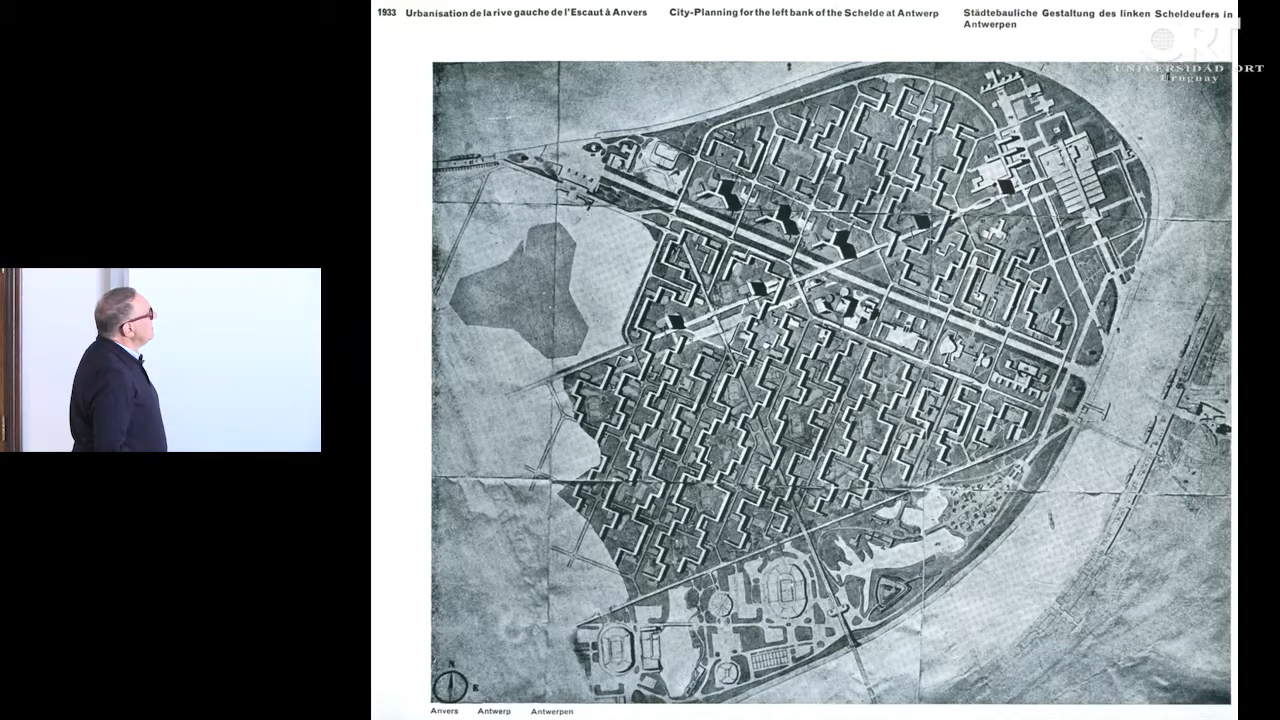 1933 Urbanisation de la rive gauche de l'Escaut à Anvers City-Planning for the left bank of the Schelde at Antwerp Städtebauliche Gestaltung des linken Scheldeufers in
Antwerpen
ORT
UNIVERSIDAD ORT
Uruguay
N
E
Anvers Antwerp Antwerpen